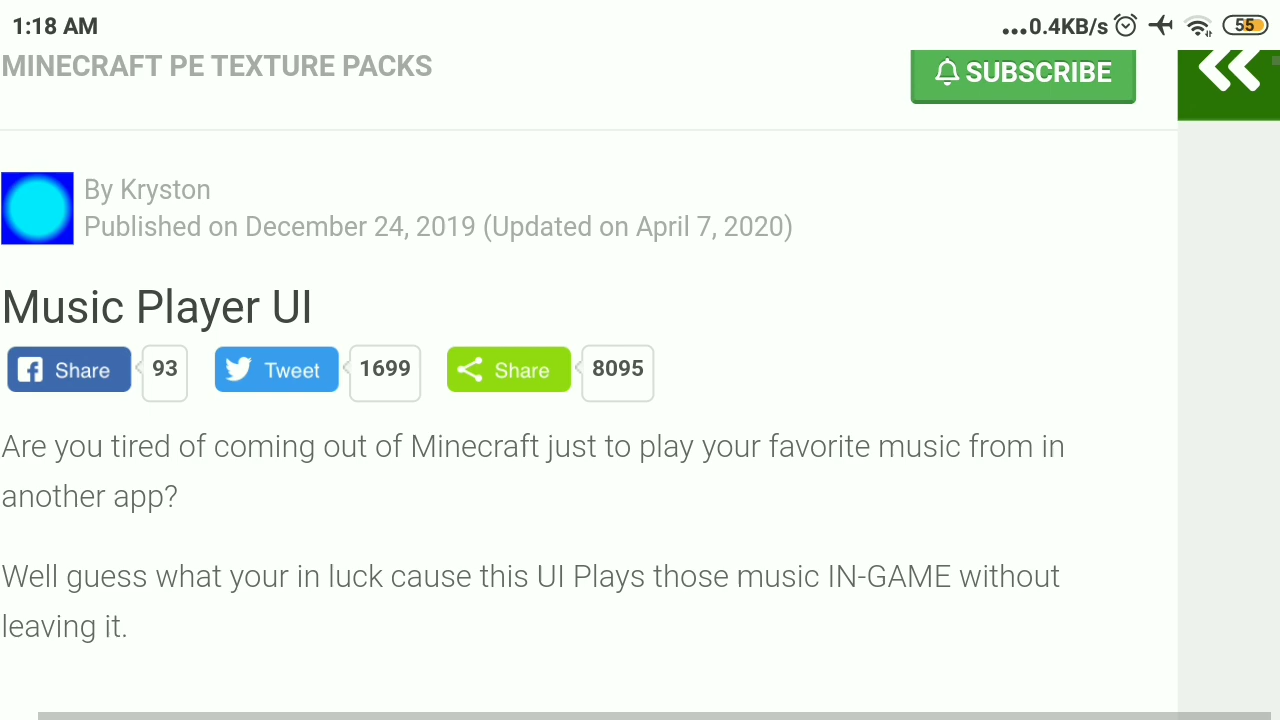 1:18 AM
...0.4KB/s 55
MINECRAFT PE TEXTURE PACKS
SUBSCRIBE
By Kryston
Published on December 24, 2019 (Updated on April 7, 2020)
Music Player UI
Share 93 Tweet 1699 Share 8095
Are you tired of coming out of Minecraft just to play your favorite music from in
another app?
Well guess what your in luck cause this UI Plays those music IN-GAME without
leaving it.